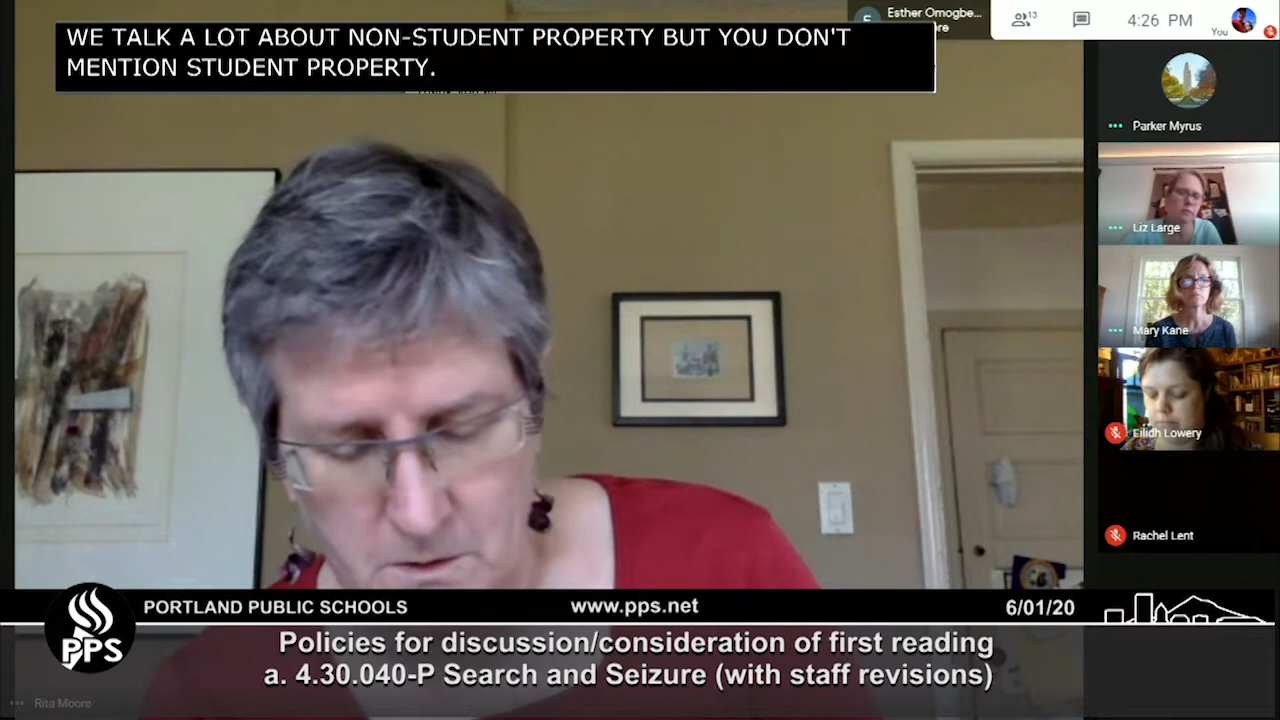 WE TALK A LOT ABOUT NON-STUDENT PROPERTY BUT YOU DON'T
MENTION STUDENT PROPERTY.
Esther Omogbe...
13
4:26 PM
You
Parker Myrus
Liz Large
Mary Kane
Eilidh Lowery
Rachel Lent
PORTLAND PUBLIC SCHOOLS
www.pps.net
6/01/20
PPS
Policies for discussion/consideration of first reading
a. 4.30.040-P Search and Seizure (with staff revisions)
Rita Moore